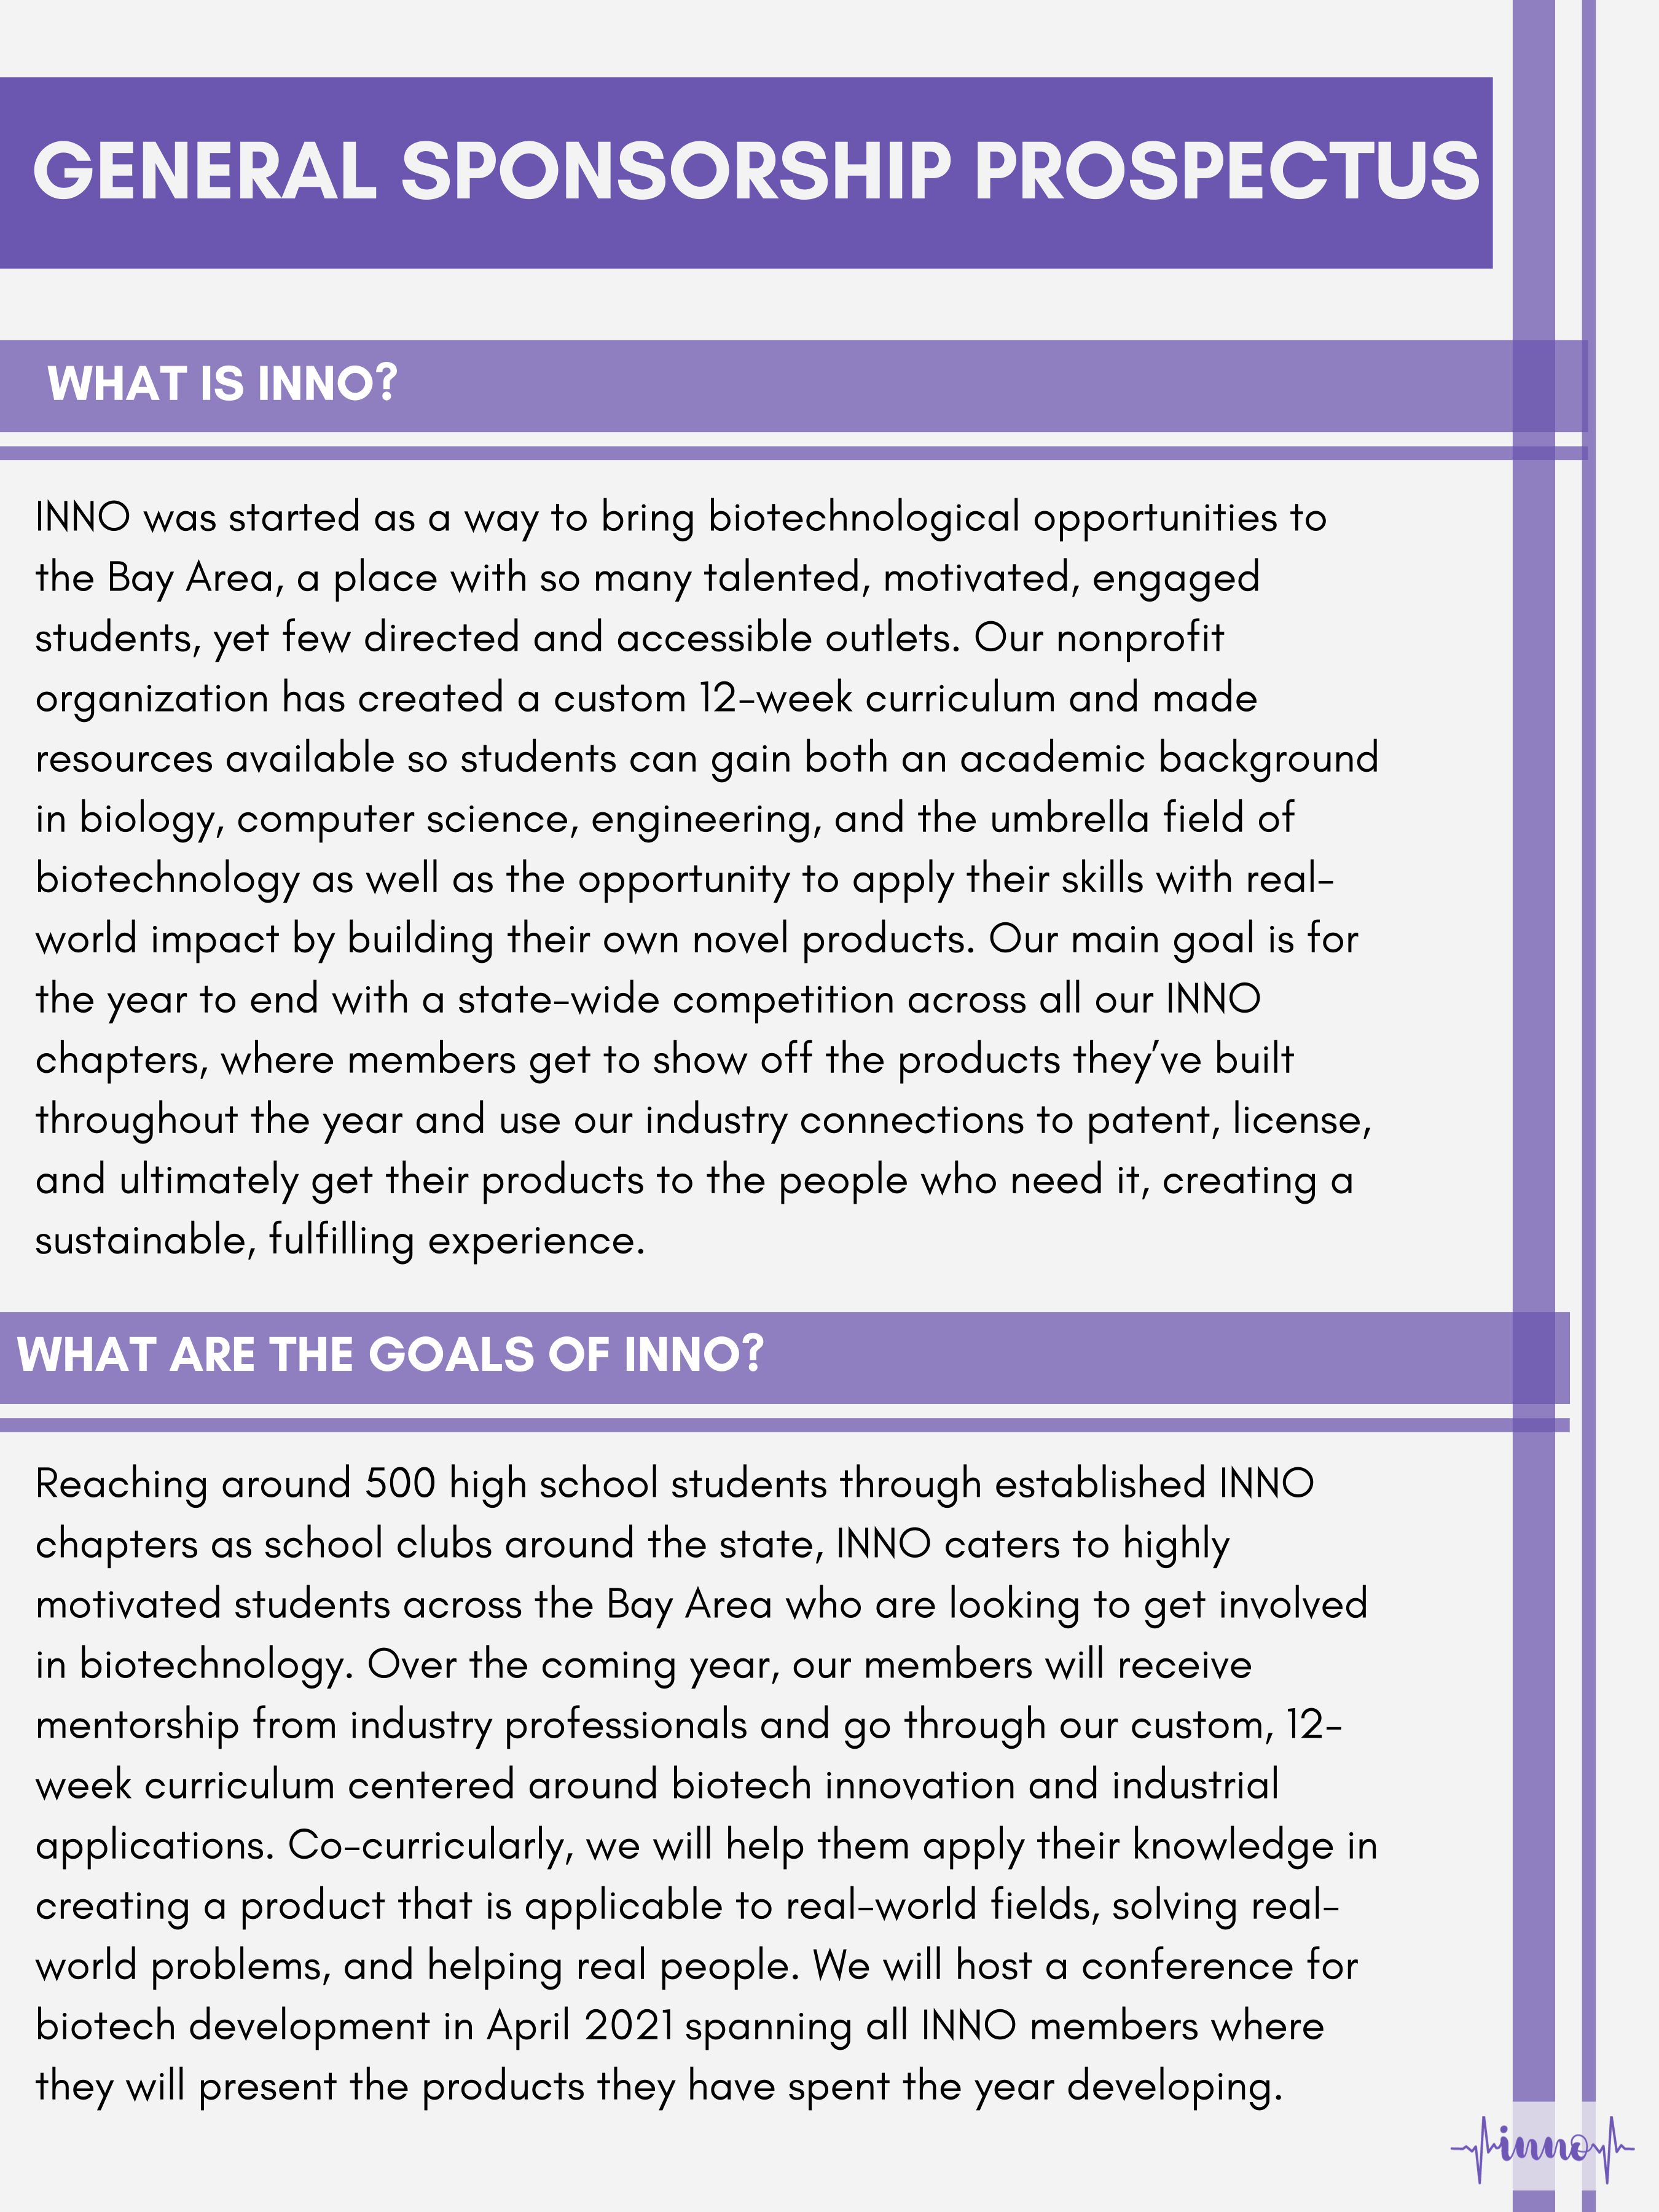 GENERAL SPONSORSHIP PROSPECTUS
WHAT IS INNO?
INNO was started as a way to bring biotechnological opportunities to
the Bay Area, a place with so many talented, motivated, engaged
students, yet few directed and accessible outlets. Our nonprofit
organization has created a custom 12-week curriculum and made
resources available so students can gain both an academic background
in biology, computer science, engineering, and the umbrella field of
biotechnology as well as the opportunity to apply their skills with real-
world impact by building their own novel products. Our main goal is for
the year to end with a state-wide competition across all our INNO
chapters, where members get to show off the products they've built
throughout the year and use our industry connections to patent, license,
and ultimately get their products to the people who need it, creating a
sustainable, fulfilling experience.
WHAT ARE THE GOALS OF INNO?
Reaching around 500 high school students through established INNO
chapters as school clubs around the state, INNO caters to highly
motivated students across the Bay Area who are looking to get involved
in biotechnology. Over the coming year, our members will receive
mentorship from industry professionals and go through our custom, 12-
week curriculum centered around biotech innovation and industrial
applications. Co-curricularly, we will help them apply their knowledge in
creating a product that is applicable to real-world fields, solving real-
world problems, and helping real people. We will host a conference for
biotech development in April 2021 spanning all INNO members where
they will present the products they have spent the year developing.
inno